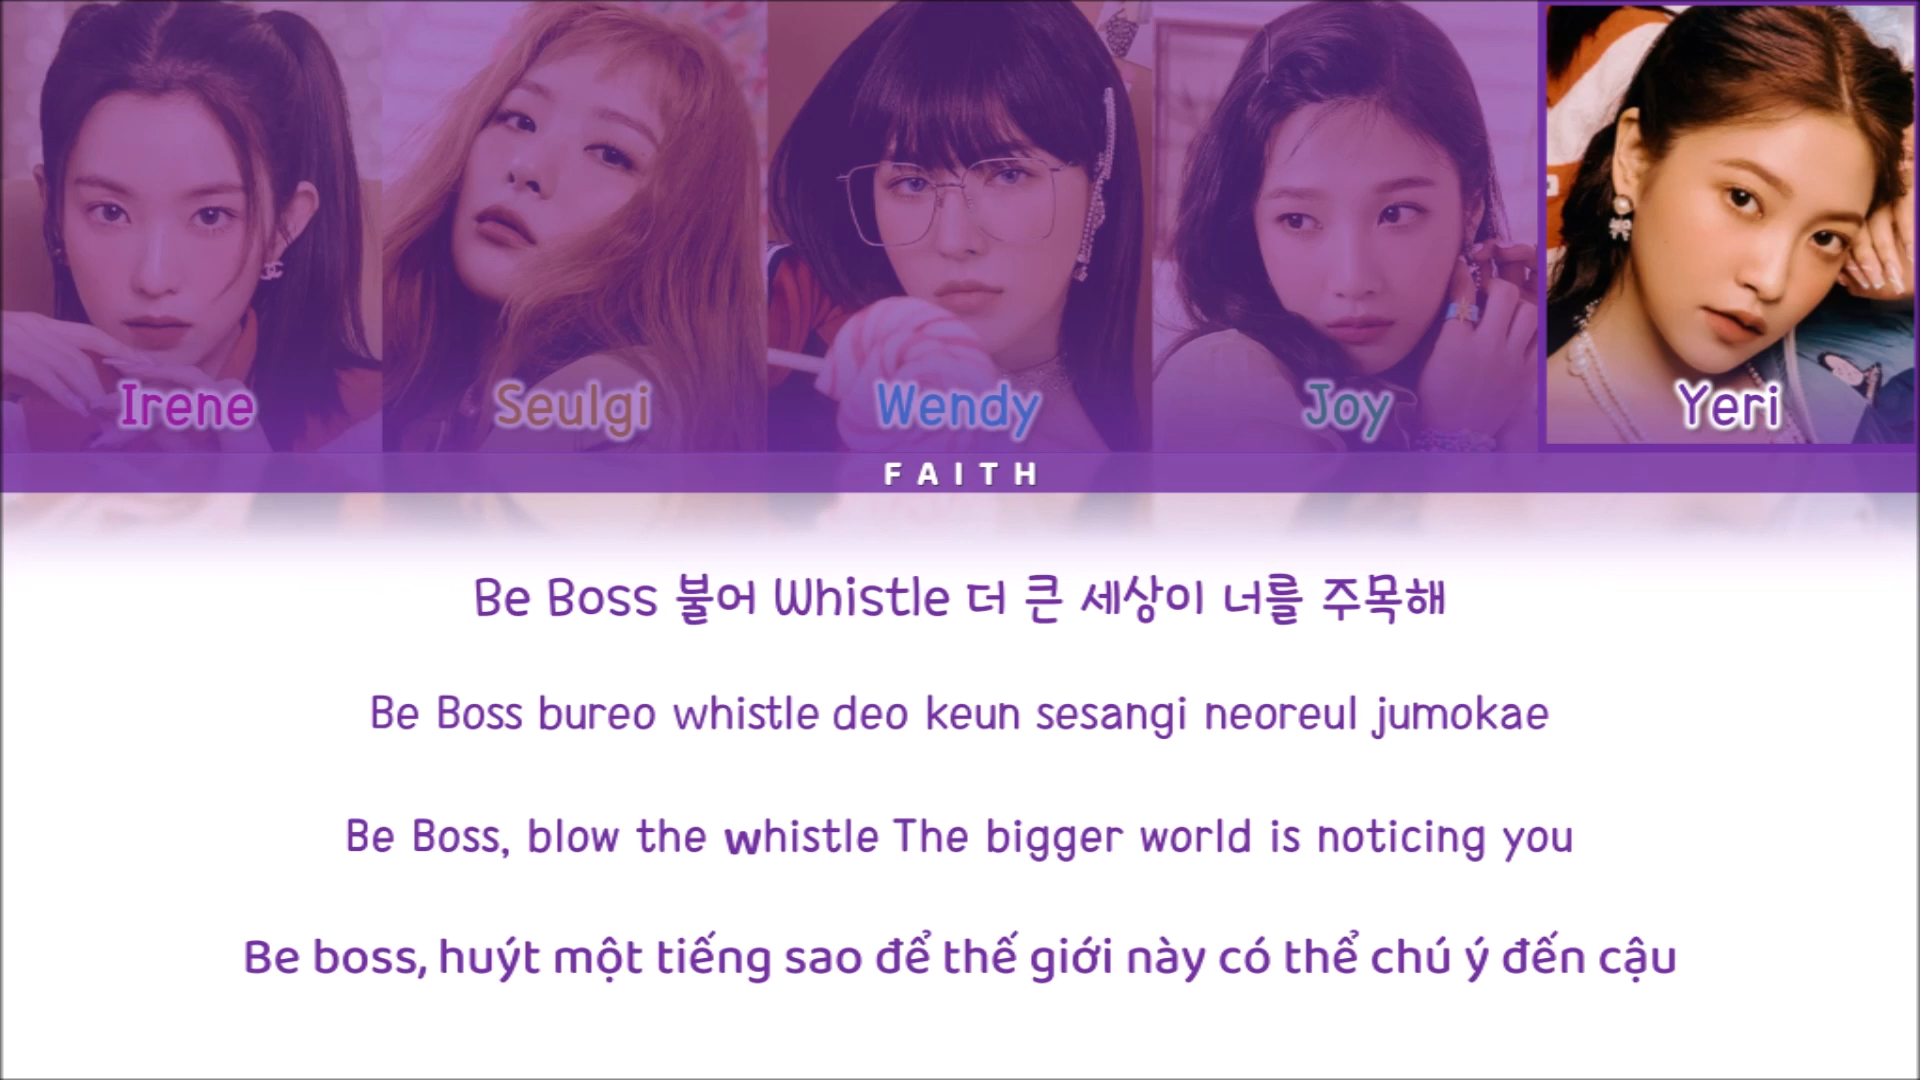 Irene Seulgi Wendy Joy Yeri
FAITH
Be Boss 불어 Whistle 더 큰 세상이 너를 주목해
Be Boss bureo whistle deo keun sesangi neoreul jumokae
Be Boss, blow the whistle The bigger world is noticing you
Be boss, huýt một tiếng sao để thế giới này có thể chú ý đến cậu